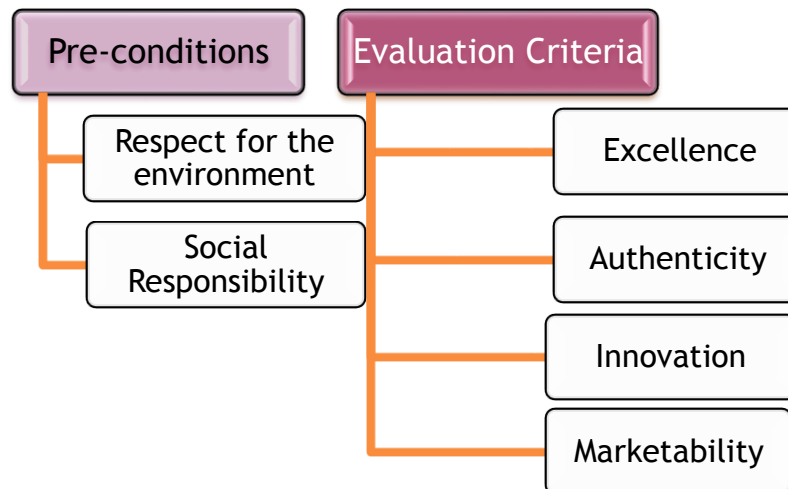 Pre-conditions
Respect for the
environment
Social
Responsibility
Evaluation Criteria
Excellence
Authenticity
Innovation
Marketability